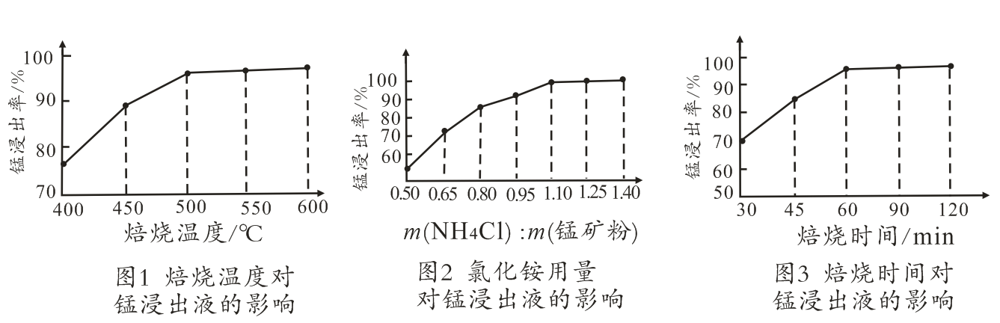 锰浸出率/%
100
90
80
70
400 450 500 550 600
焙烧温度/℃
图1 焙烧温度对
锰浸出液的影响
锰浸出率/%
100
90
80
70
60
0.50 0.65 0.80 0.95 1.10 1.25 1.40
m(NH₄Cl) :m(锰矿粉)
图2 氯化铵用量
对锰浸出液的影响
锰浸出率/%
100
90
80
70
60
50
30 45 60 90 120
焙烧时间/min
图3 焙烧时间对
锰浸出液的影响